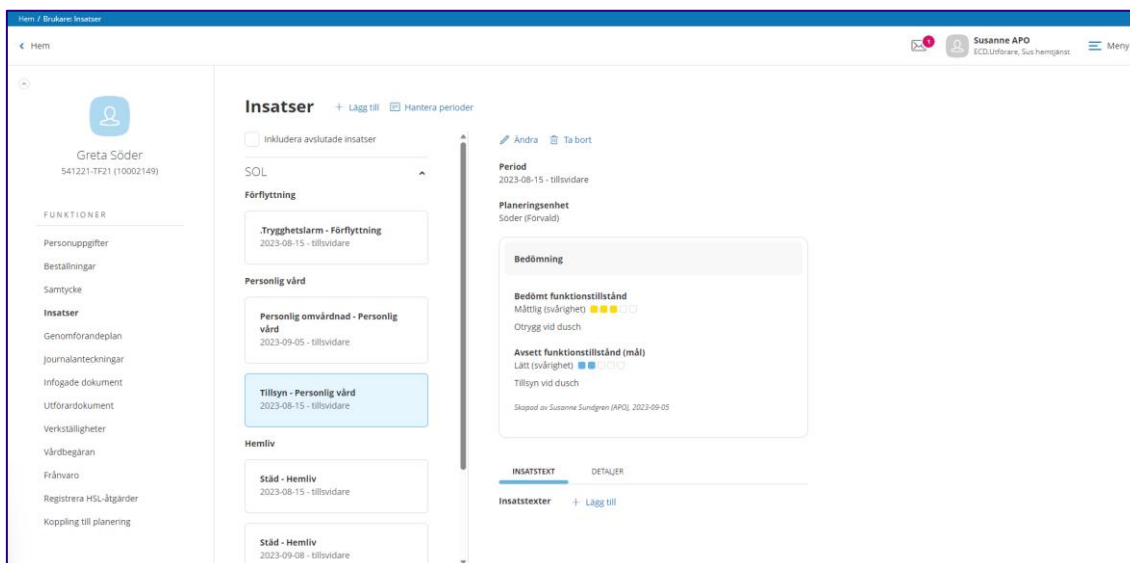 Hem / Brukare: Insatser
Hem
1
Susanne APO
ECD.Utförare, Sus hemtjänst
Meny
Greta Söder
541221-TF21 (10002149)
FUNKTIONER
Personuppgifter
Beställningar
Samtycke
Insatser
Genomförandeplan
Journalanteckningar
Infogade dokument
Utförardokument
Verkställigheter
Vårdbegäran
Frånvaro
Registrera HSL-åtgärder
Koppling till planering
Insatser + Lägg till Hantera perioder
Inkludera avslutade insatser
SOL
Förflyttning
.Trygghetslarm - Förflyttning
2023-08-15 - tillsvidare
Personlig vård
Personlig omvårdnad - Personlig
vård
2023-09-05 - tillsvidare
Tillsyn - Personlig vård
2023-08-15 - tillsvidare
Hemliv
Städ - Hemliv
2023-08-15 - tillsvidare
Städ - Hemliv
2023-09-08 - tillsvidare
Ändra Ta bort
Period
2023-08-15 - tillsvidare
Planeringsenhet
Söder (Förvald)
Bedömning
Bedömt funktionstillstånd
Måttlig (svårighet)
Otrygg vid dusch
Avsett funktionstillstånd (mål)
Lätt (svårighet)
Tillsyn vid dusch
Skapad av Susanne Sundgren (APO), 2023-09-05
INSATSTEXT DETALJER
Insatstexter + Lägg till